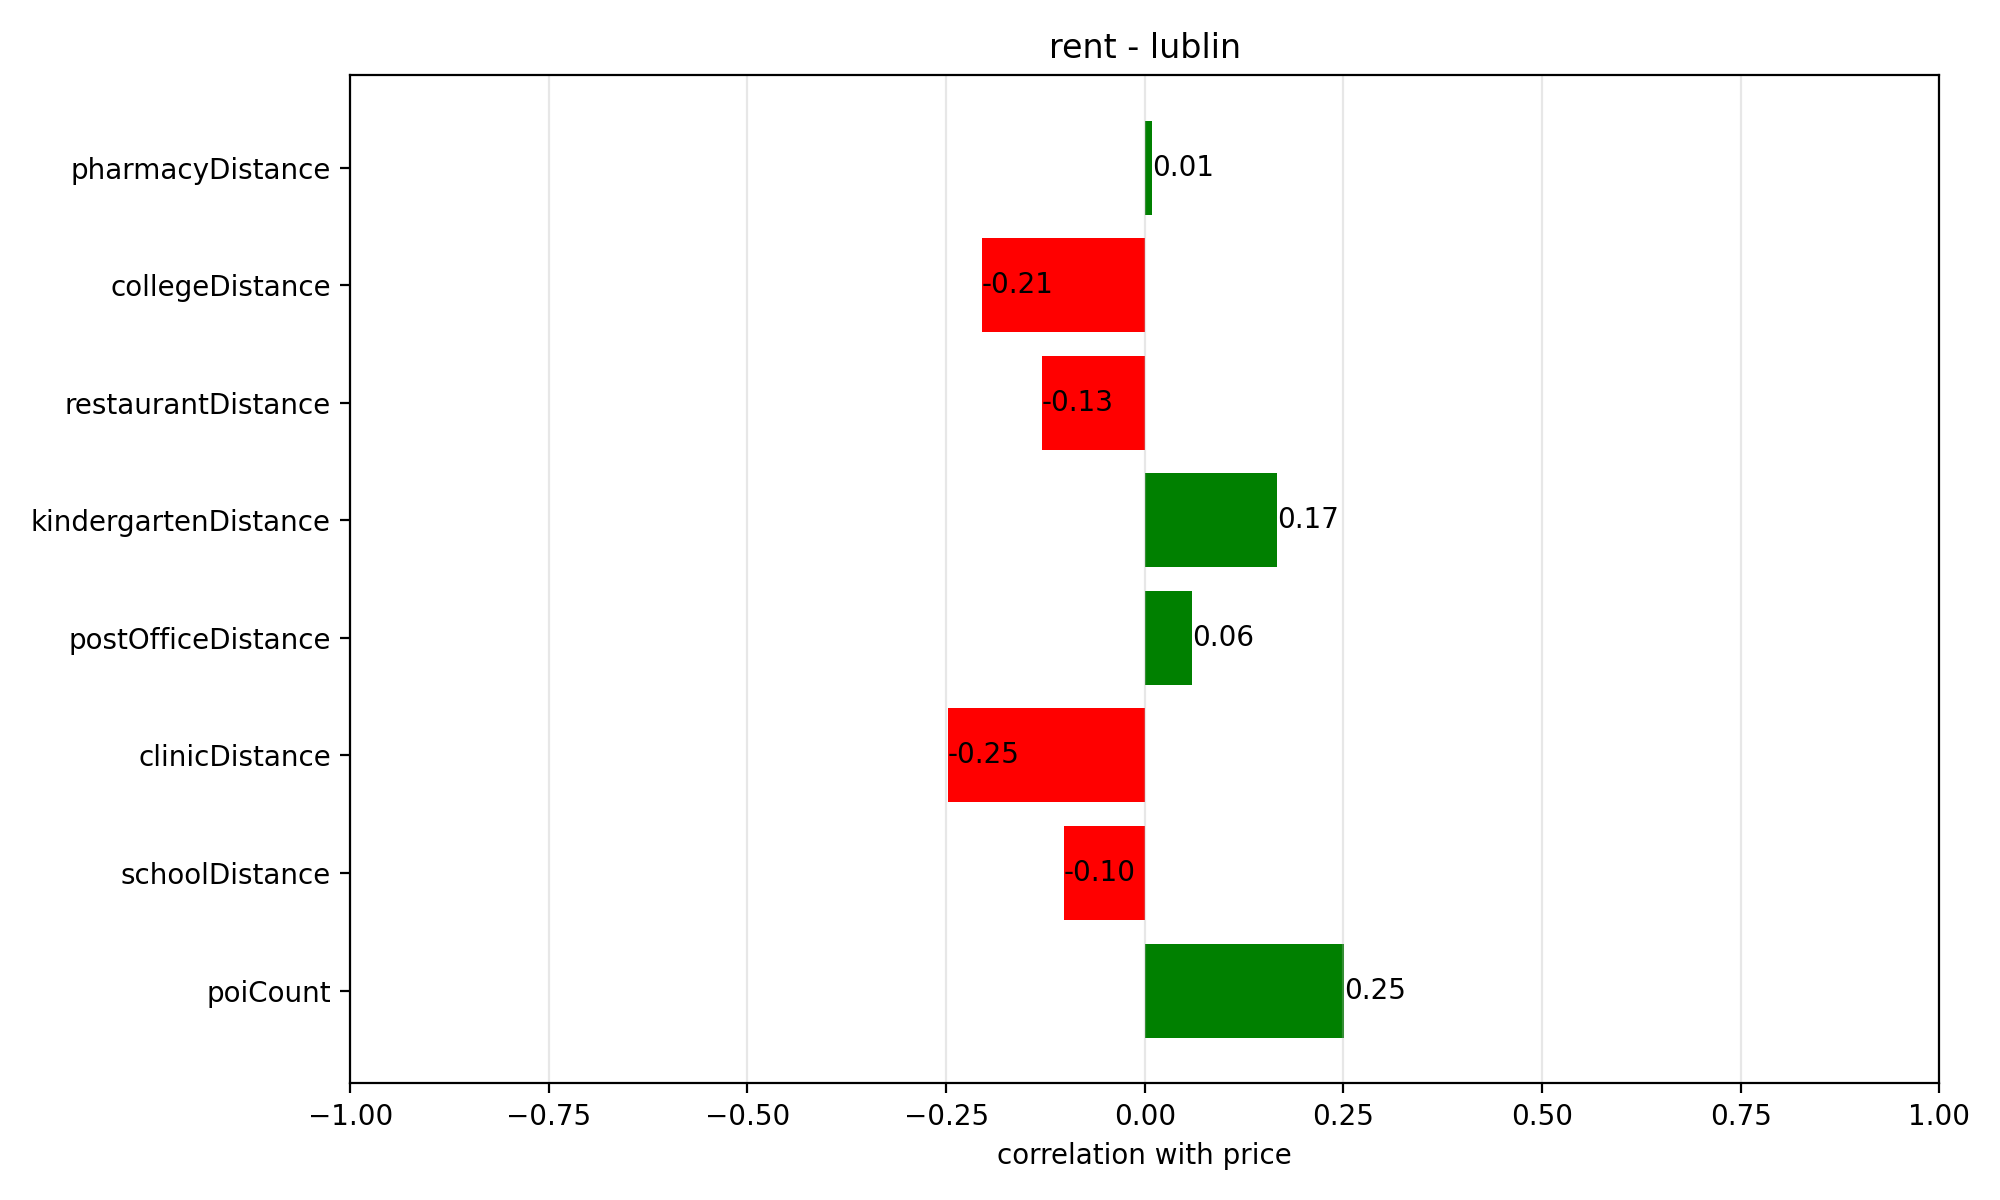 rent - lublin
pharmacyDistance
0.01
collegeDistance
-0.21
restaurantDistance
-0.13
kindergartenDistance
0.17
postOfficeDistance
0.06
clinicDistance
-0.25
schoolDistance
-0.10
poiCount
0.25
−1.00 −0.75 −0.50 −0.25 0.00 0.25 0.50 0.75 1.00
correlation with price